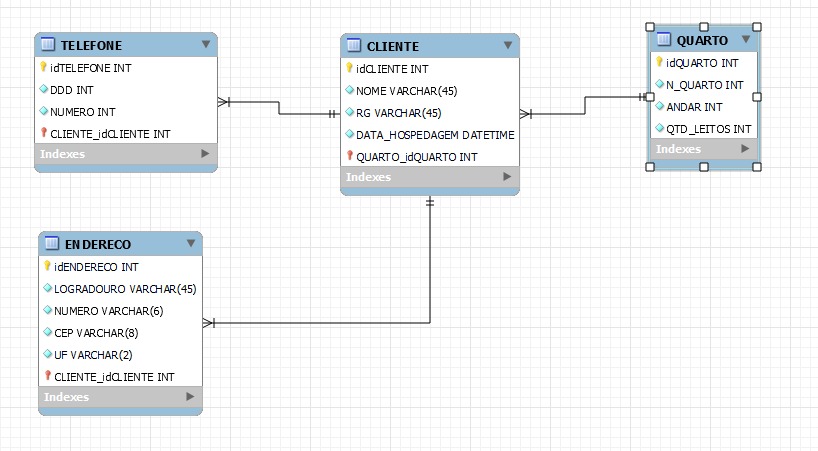 TELEFONE
idTELEFONE INT
DDD INT
NUMERO INT
CLIENTE_idCLIENTE INT
Indexes
CLIENTE
idCLIENTE INT
NOME VARCHAR(45)
RG VARCHAR(45)
DATA_HOSPEDAGEM DATETIME
QUARTO_idQUARTO INT
Indexes
QUARTO
idQUARTO INT
N_QUARTO INT
ANDAR INT
QTD_LEITOS INT
Indexes
ENDERECO
idENDERECO INT
LOGRADOURO VARCHAR(45)
NUMERO VARCHAR(6)
CEP VARCHAR(8)
UF VARCHAR(2)
CLIENTE_idCLIENTE INT
Indexes